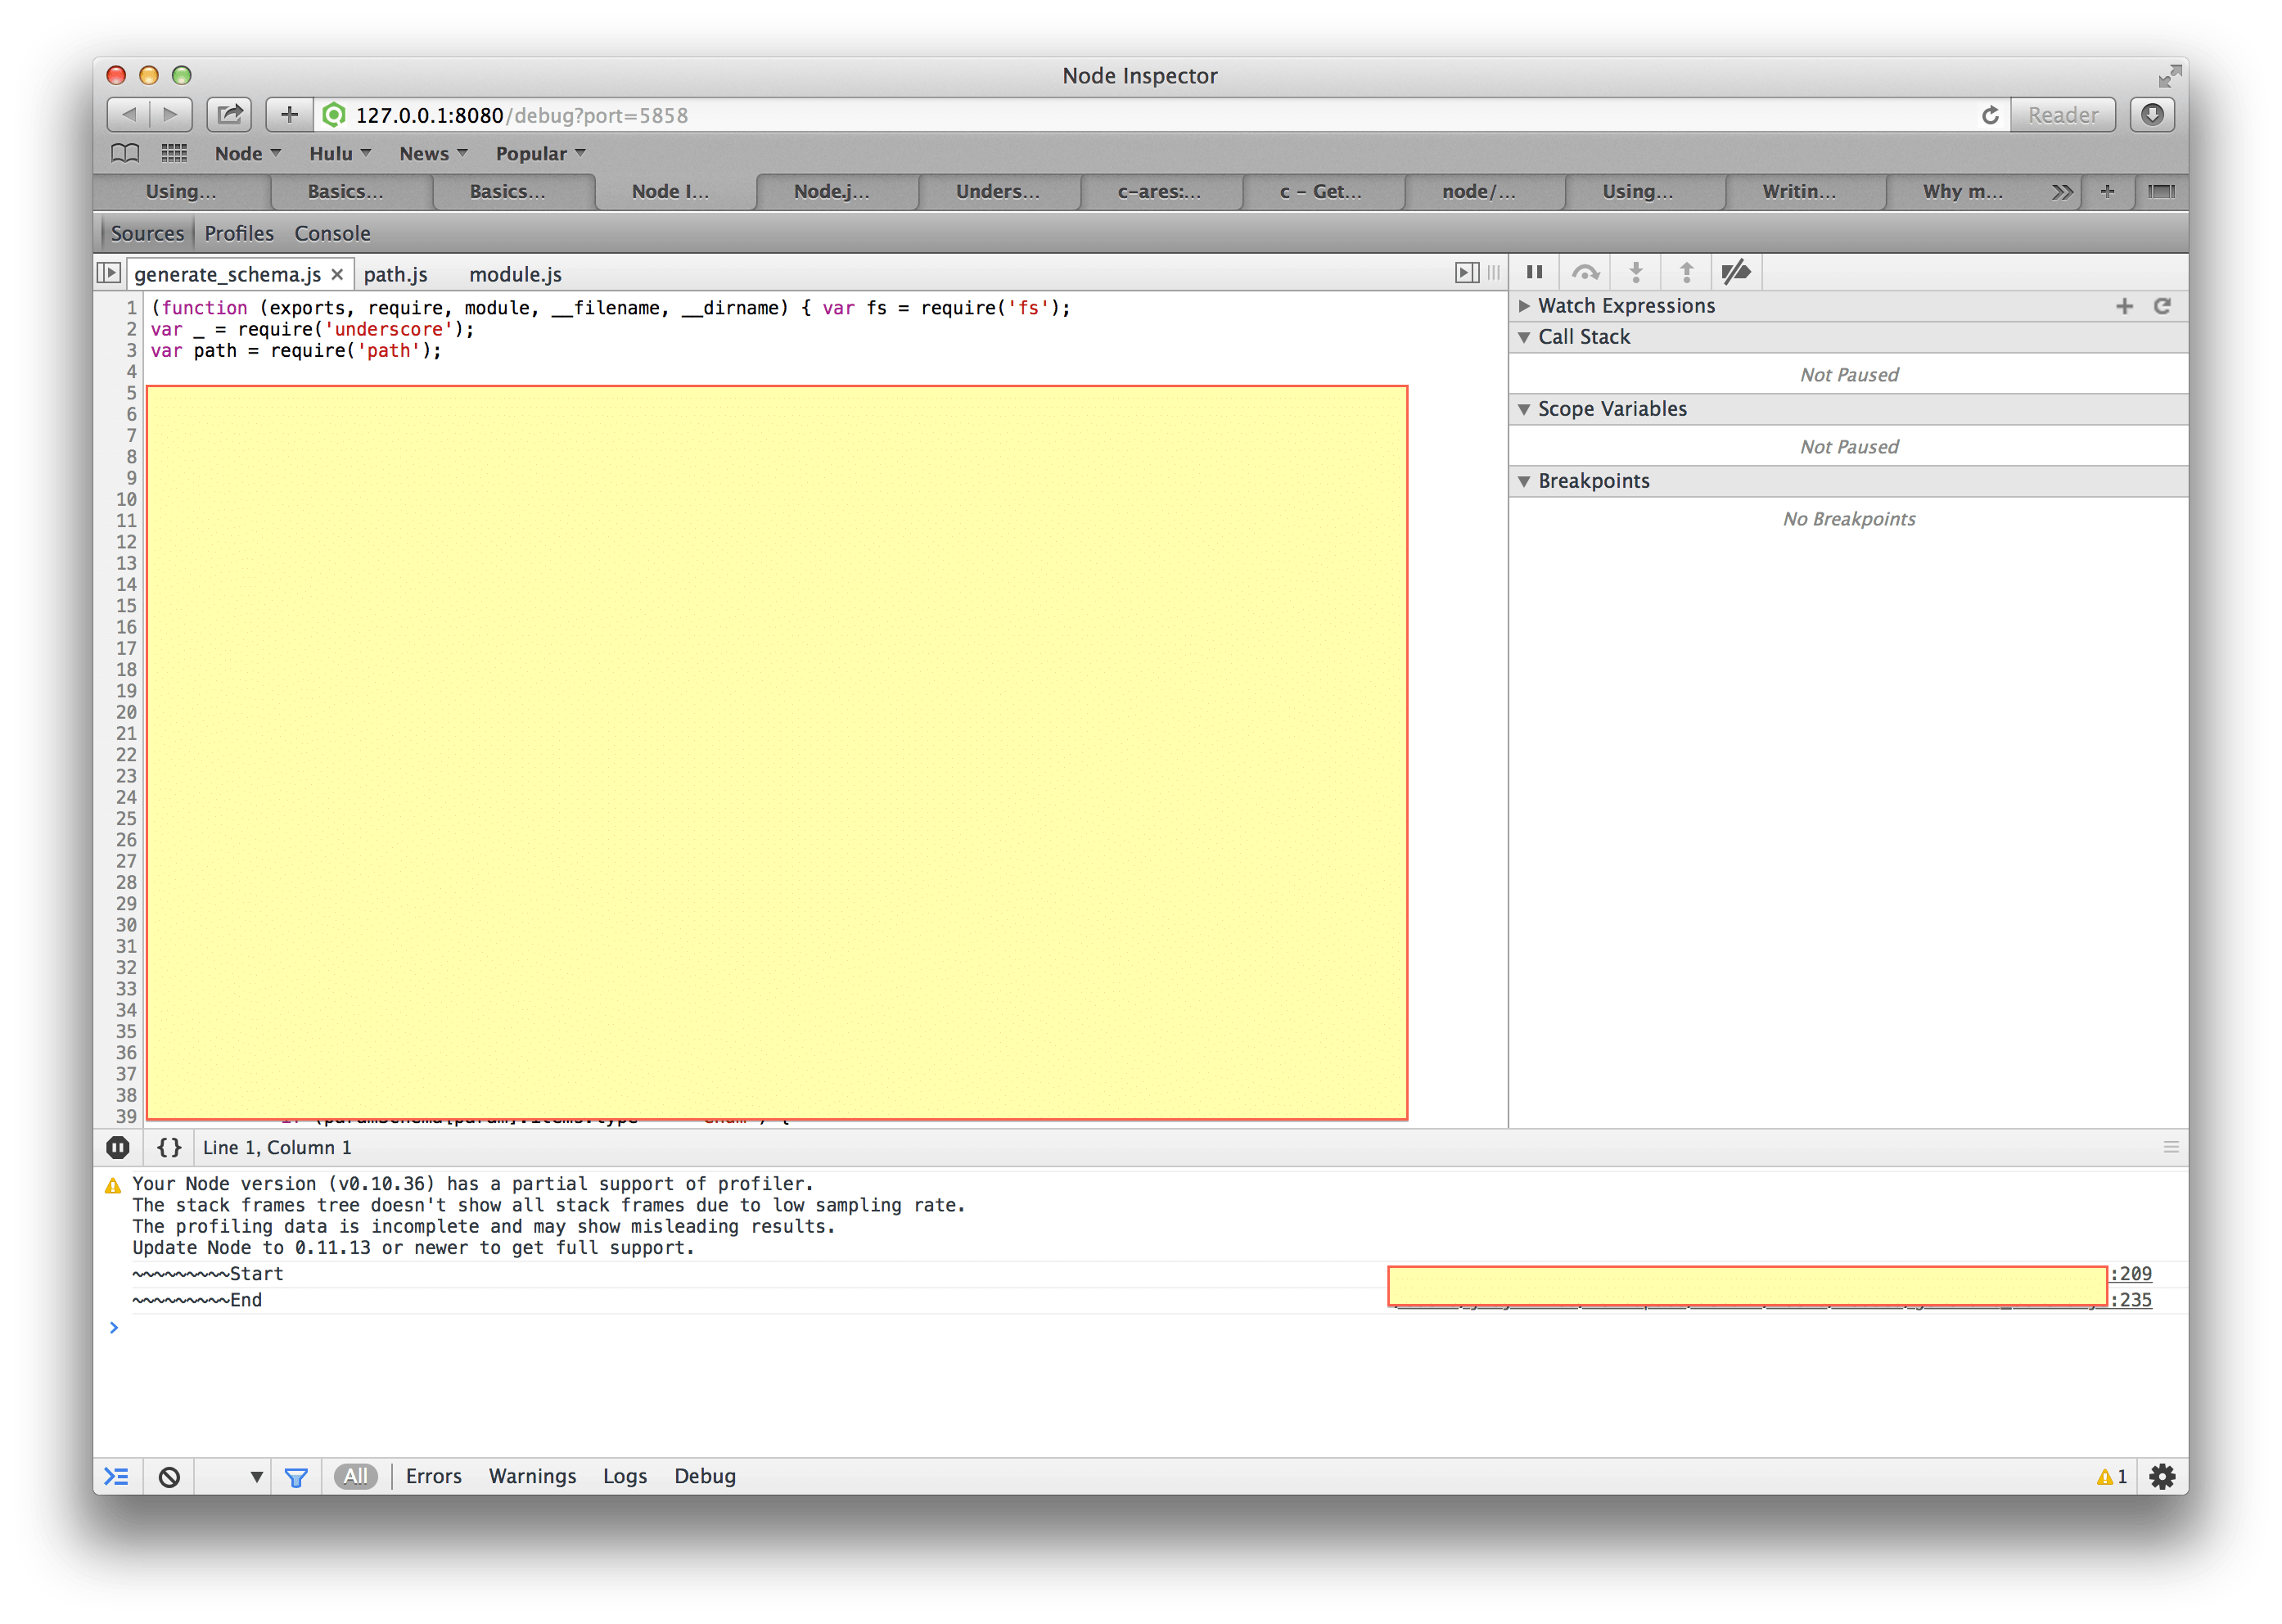 Node Inspector
127.0.0.1:8080/debug?port=5858
Reader
Node Hulu News Popular
Using... Basics... Basics... Node I... Node.j... Unders... c-ares:... c - Get... node/... Using... Writin... Why m...
Sources Profiles Console
generate_schema.js × path.js module.js
1 (function (exports, require, module, __filename, __dirname) { var fs = require('fs');
2 var _ = require('underscore');
3 var path = require('path');
4
5
6
7
8
9
10
11
12
13
14
15
16
17
18
19
20
21
22
23
24
25
26
27
28
29
30
31
32
33
34
35
36
37
38
39
Watch Expressions
Call Stack
Not Paused
Scope Variables
Not Paused
Breakpoints
No Breakpoints
{} Line 1, Column 1
Your Node version (v0.10.36) has a partial support of profiler.
The stack frames tree doesn't show all stack frames due to low sampling rate.
The profiling data is incomplete and may show misleading results.
Update Node to 0.11.13 or newer to get full support.
~~~~~~~~~Start :209
~~~~~~~~~End :235
>
All Errors Warnings Logs Debug 1